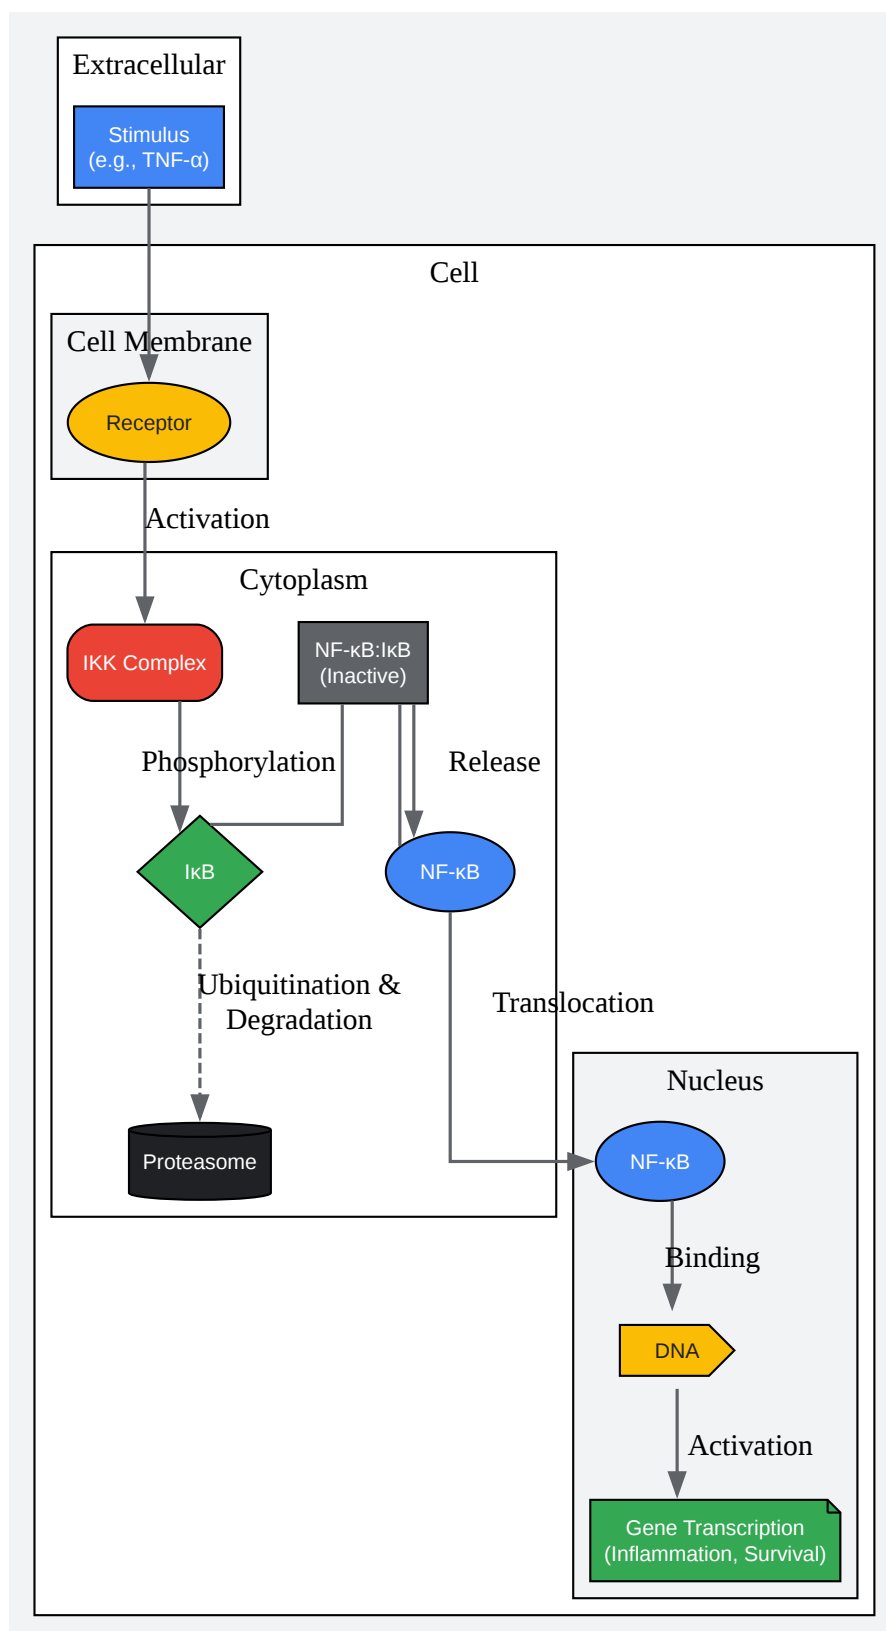 Extracellular
Stimulus
(e.g., TNF-α)
Cell
Cell Membrane
Receptor
Activation
Cytoplasm
IKK Complex
NF-κB:IκB
(Inactive)
Phosphorylation
Release
IκB
NF-κB
Ubiquitination &
Degradation
Translocation
Nucleus
Proteasome
NF-κB
Binding
DNA
Activation
Gene Transcription
(Inflammation, Survival)